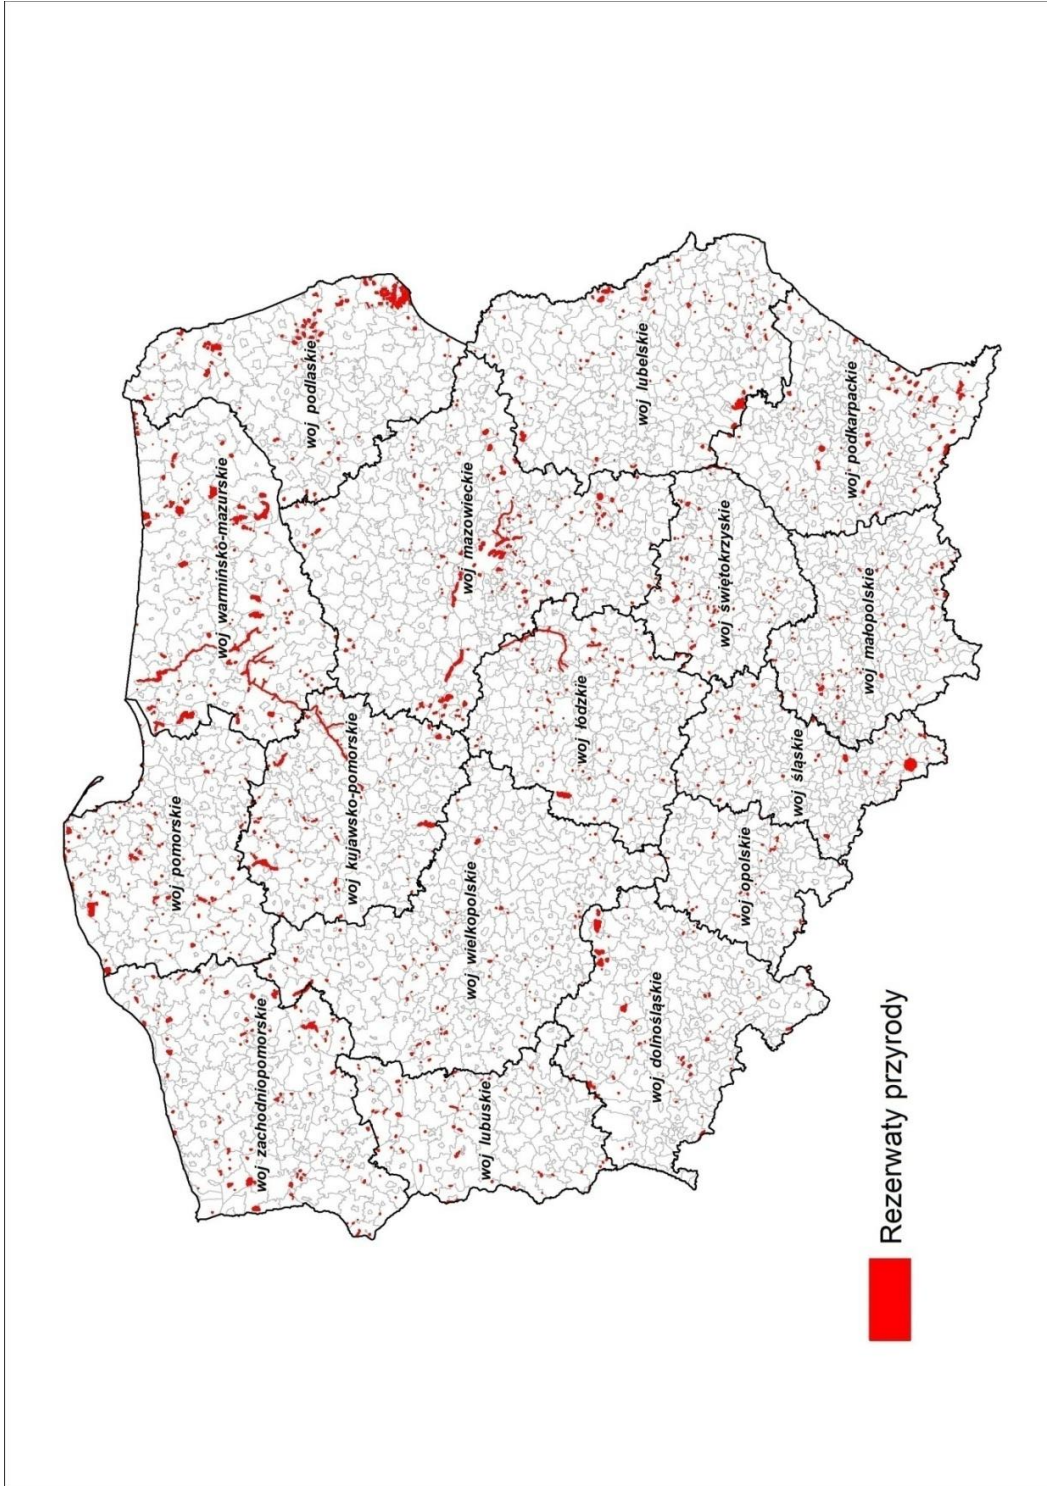 woj  pomorskie
woj  zachodniopomorskie
woj  warmińsko-mazurskie
woj  podlaskie
woj  kujawsko-pomorskie
woj  mazowieckie
woj  wielkopolskie
woj  lubuskie
woj  łódzkie
woj  lubelskie
woj  dolnośląskie
woj  opolskie
woj  śląskie
woj  świętokrzyskie
woj  małopolskie
woj  podkarpackie
Rezerwaty przyrody